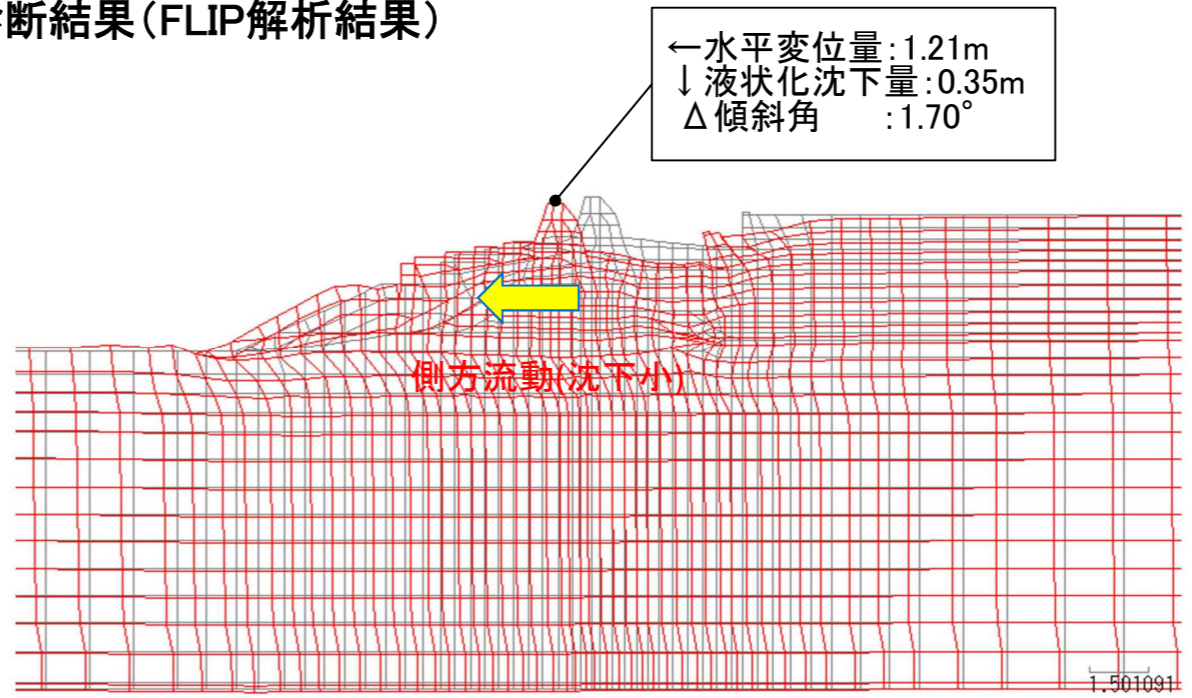 断結果(FLIP解析結果)
←水平変位量:1.21m
↓液状化沈下量:0.35m
Δ傾斜角 :1.70°
側方流動(沈下小)
1.501091